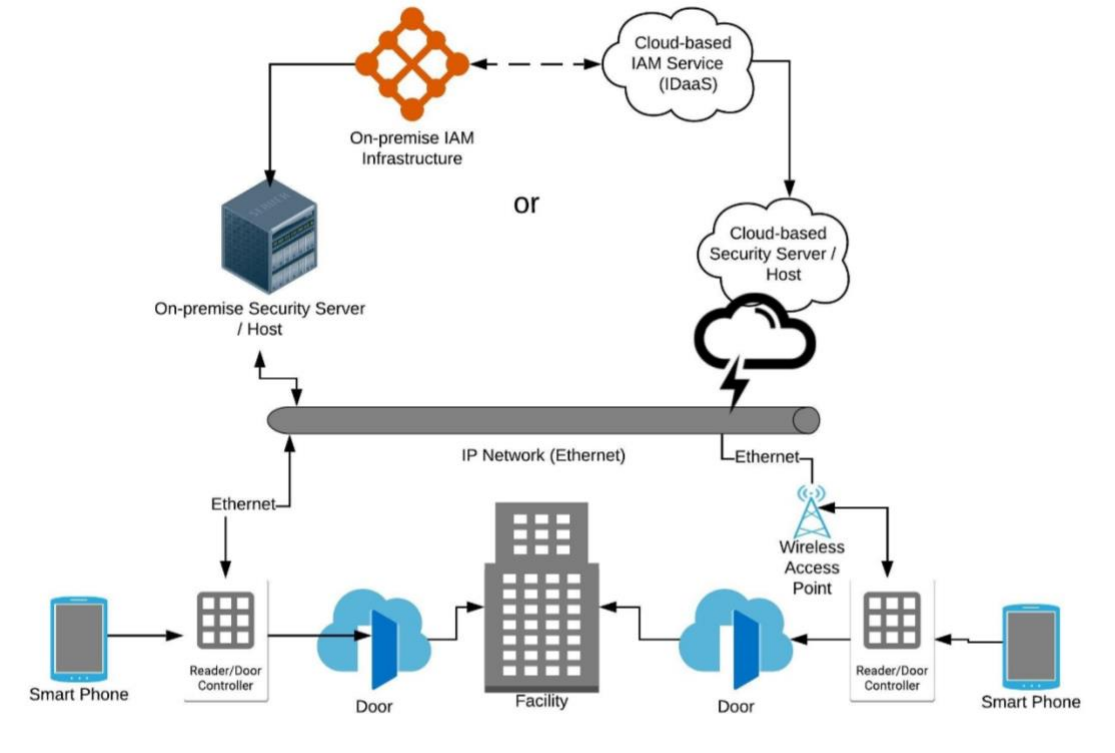 Cloud-based
IAM Service
(IDaaS)
On-premise IAM
Infrastructure
SERVER
or
Cloud-based
Security Server /
Host
On-premise Security Server
/ Host
IP Network (Ethernet)
Ethernet
Ethernet
Wireless
Access
Point
Reader/Door
Controller
Reader/Door
Controller
Smart Phone
Door
Facility
Door
Smart Phone